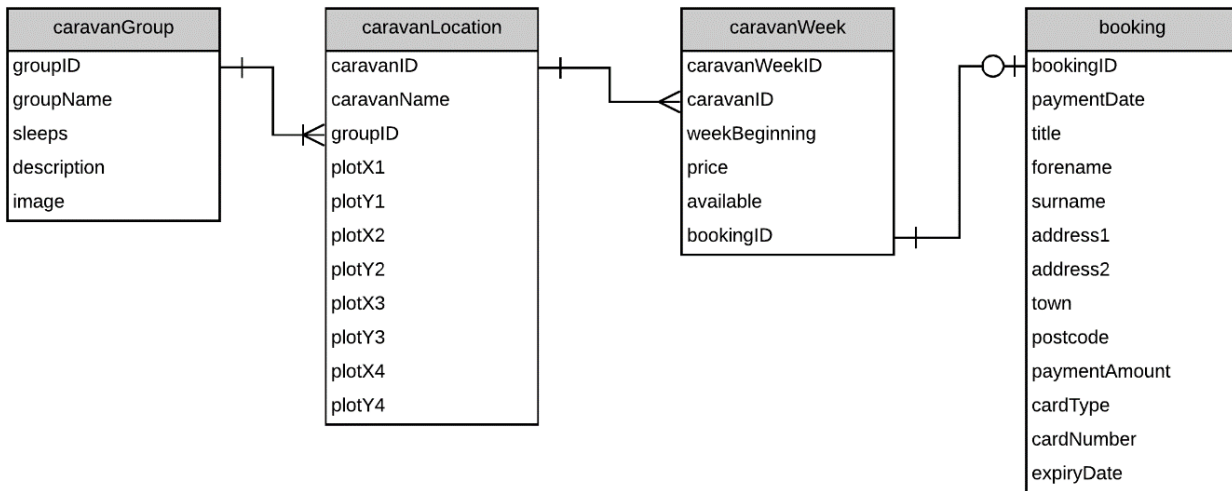 caravanGroup
groupID
groupName
sleeps
description
image
caravanLocation
caravanID
caravanName
groupID
plotX1
plotY1
plotX2
plotY2
plotX3
plotY3
plotX4
plotY4
caravanWeek
caravanWeekID
caravanID
weekBeginning
price
available
bookingID
booking
bookingID
paymentDate
title
forename
surname
address1
address2
town
postcode
paymentAmount
cardType
cardNumber
expiryDate